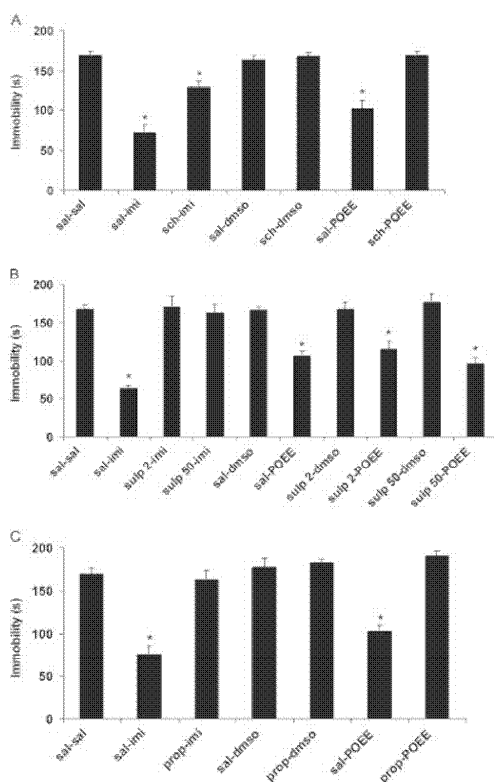 A
Immobility (s)
200
150
100
50
0
*
*
*
sal-sal
sal-imi
sch-imi
sal-dmso
sch-dmso
sal-POEE
sch-POEE
B
Immobility (s)
200
150
100
50
0
*
*
*
*
sal-sal
sal-imi
sulp 2-imi
sulp 50-imi
sal-dmso
sal-POEE
sulp 2-dmso
sulp 2-POEE
sulp 50-dmso
sulp 50-POEE
C
Immobility (s)
200
150
100
50
0
*
*
sal-sal
sal-imi
prop-imi
sal-dmso
prop-dmso
sal-POEE
prop-POEE